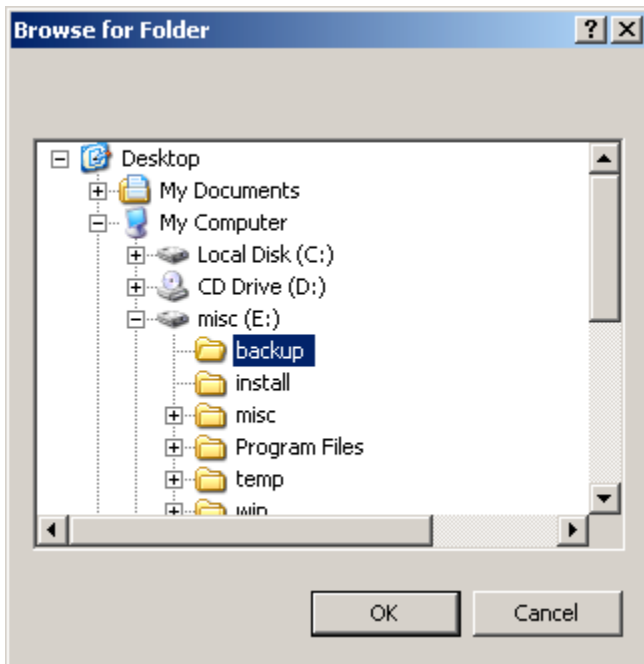 Browse for Folder
Desktop
My Documents
My Computer
Local Disk (C:)
CD Drive (D:)
misc (E:)
backup
install
misc
Program Files
temp
win
OK
Cancel